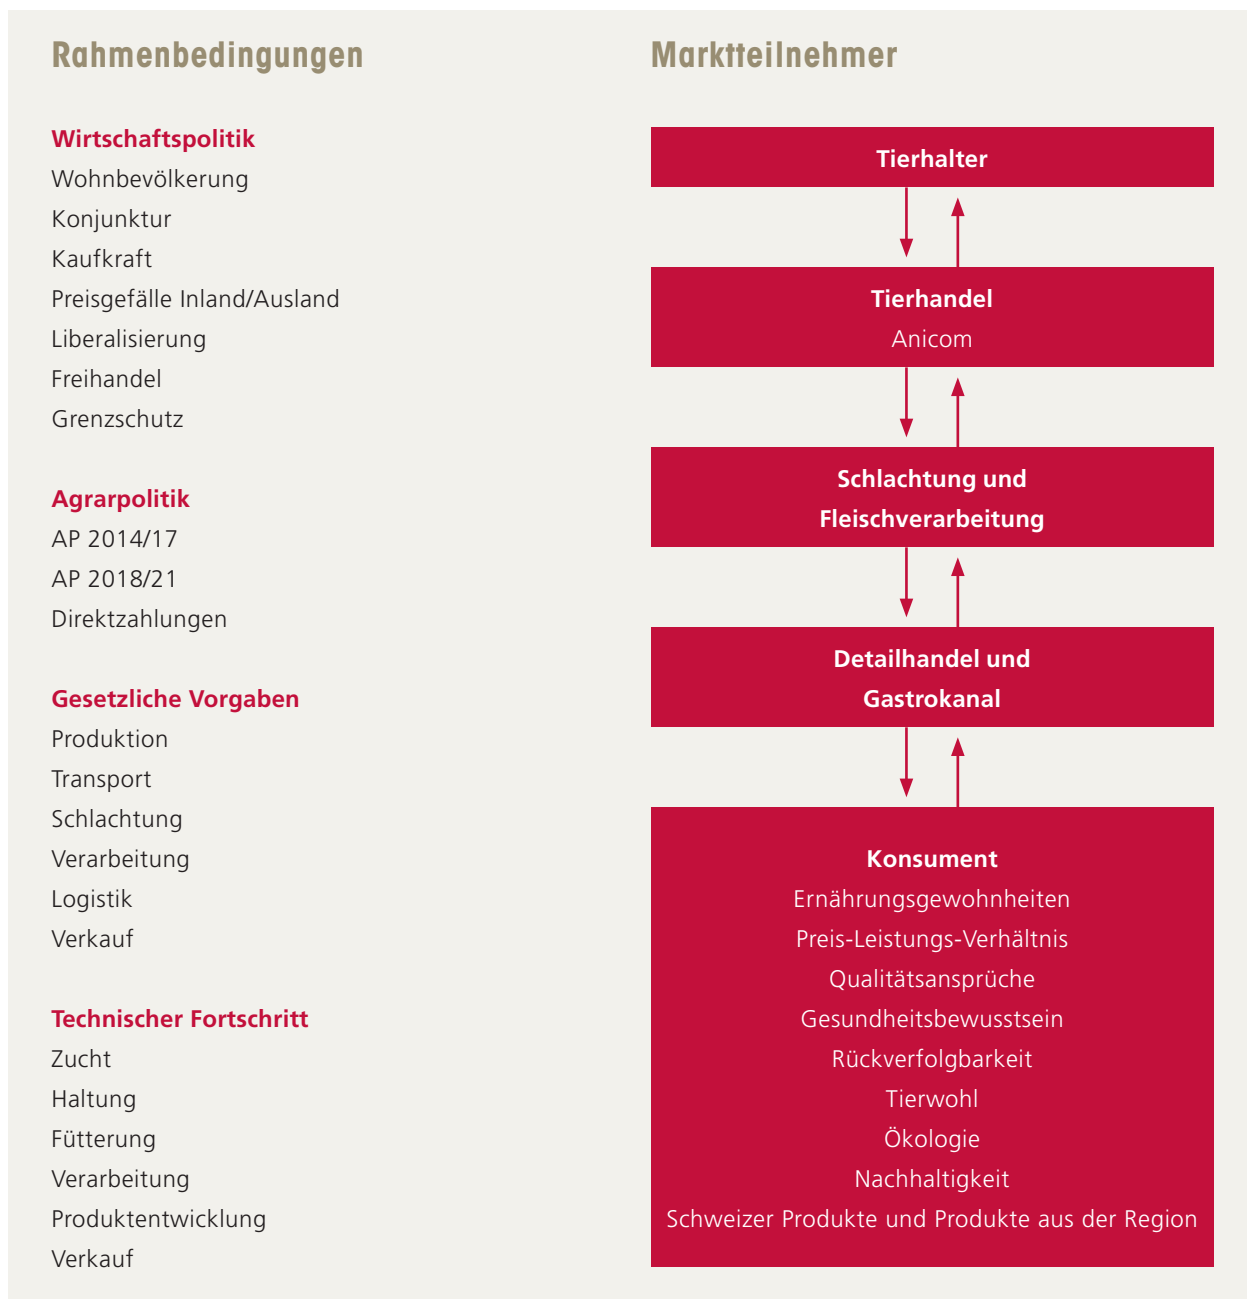 Rahmenbedingungen
Wirtschaftspolitik
Wohnbevölkerung
Konjunktur
Kaufkraft
Preisgefälle Inland/Ausland
Liberalisierung
Freihandel
Grenzschutz
Agrarpolitik
AP 2014/17
AP 2018/21
Direktzahlungen
Gesetzliche Vorgaben
Produktion
Transport
Schlachtung
Verarbeitung
Logistik
Verkauf
Technischer Fortschritt
Zucht
Haltung
Fütterung
Verarbeitung
Produktentwicklung
Verkauf
Marktteilnehmer
Tierhalter
Tierhandel
Anicom
Schlachtung und
Fleischverarbeitung
Detailhandel und
Gastrokanal
Konsument
Ernährungsgewohnheiten
Preis-Leistungs-Verhältnis
Qualitätsansprüche
Gesundheitsbewusstsein
Rückverfolgbarkeit
Tierwohl
Ökologie
Nachhaltigkeit
Schweizer Produkte und Produkte aus der Region